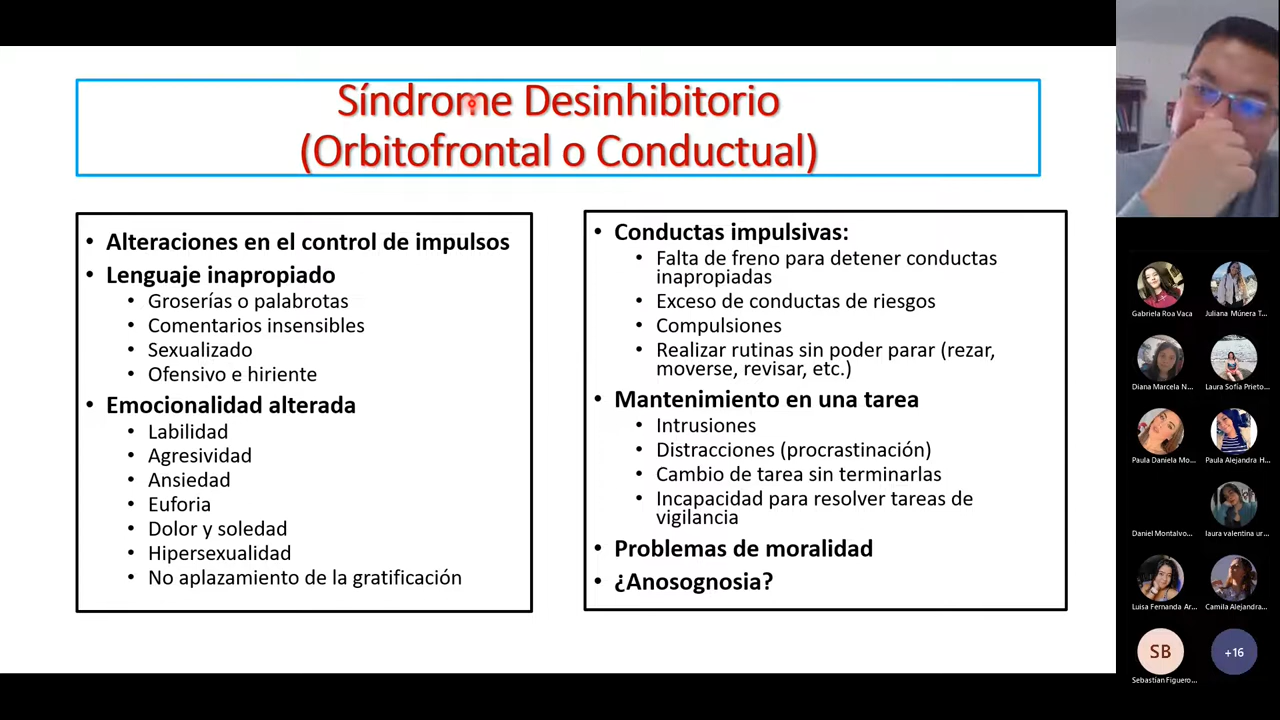 Síndrome Desinhibitorio
(Orbitofrontal o Conductual)
• Alteraciones en el control de impulsos
• Lenguaje inapropiado
• Groserías o palabrotas
• Comentarios insensibles
• Sexualizado
• Ofensivo e hiriente
• Emocionalidad alterada
• Labilidad
• Agresividad
• Ansiedad
• Euforia
• Dolor y soledad
• Hipersexualidad
• No aplazamiento de la gratificación
• Conductas impulsivas:
• Falta de freno para detener conductas
inapropiadas
• Exceso de conductas de riesgos
• Compulsiones
• Realizar rutinas sin poder parar (rezar,
moverse, revisar, etc.)
• Mantenimiento en una tarea
• Intrusiones
• Distracciones (procrastinación)
• Cambio de tarea sin terminarlas
• Incapacidad para resolver tareas de
vigilancia
• Problemas de moralidad
• ¿Anosognosia?
Gabriela Roa Vaca
Juliana Múnera T...
Diana Marcela N...
Laura Sofía Prieto...
Paula Daniela Mo...
Paula Alejandra H...
Daniel Montalvo...
laura valentina ur...
Luisa Fernanda Ar...
Camila Alejandra...
SB
+16
Sebastian Figuero...